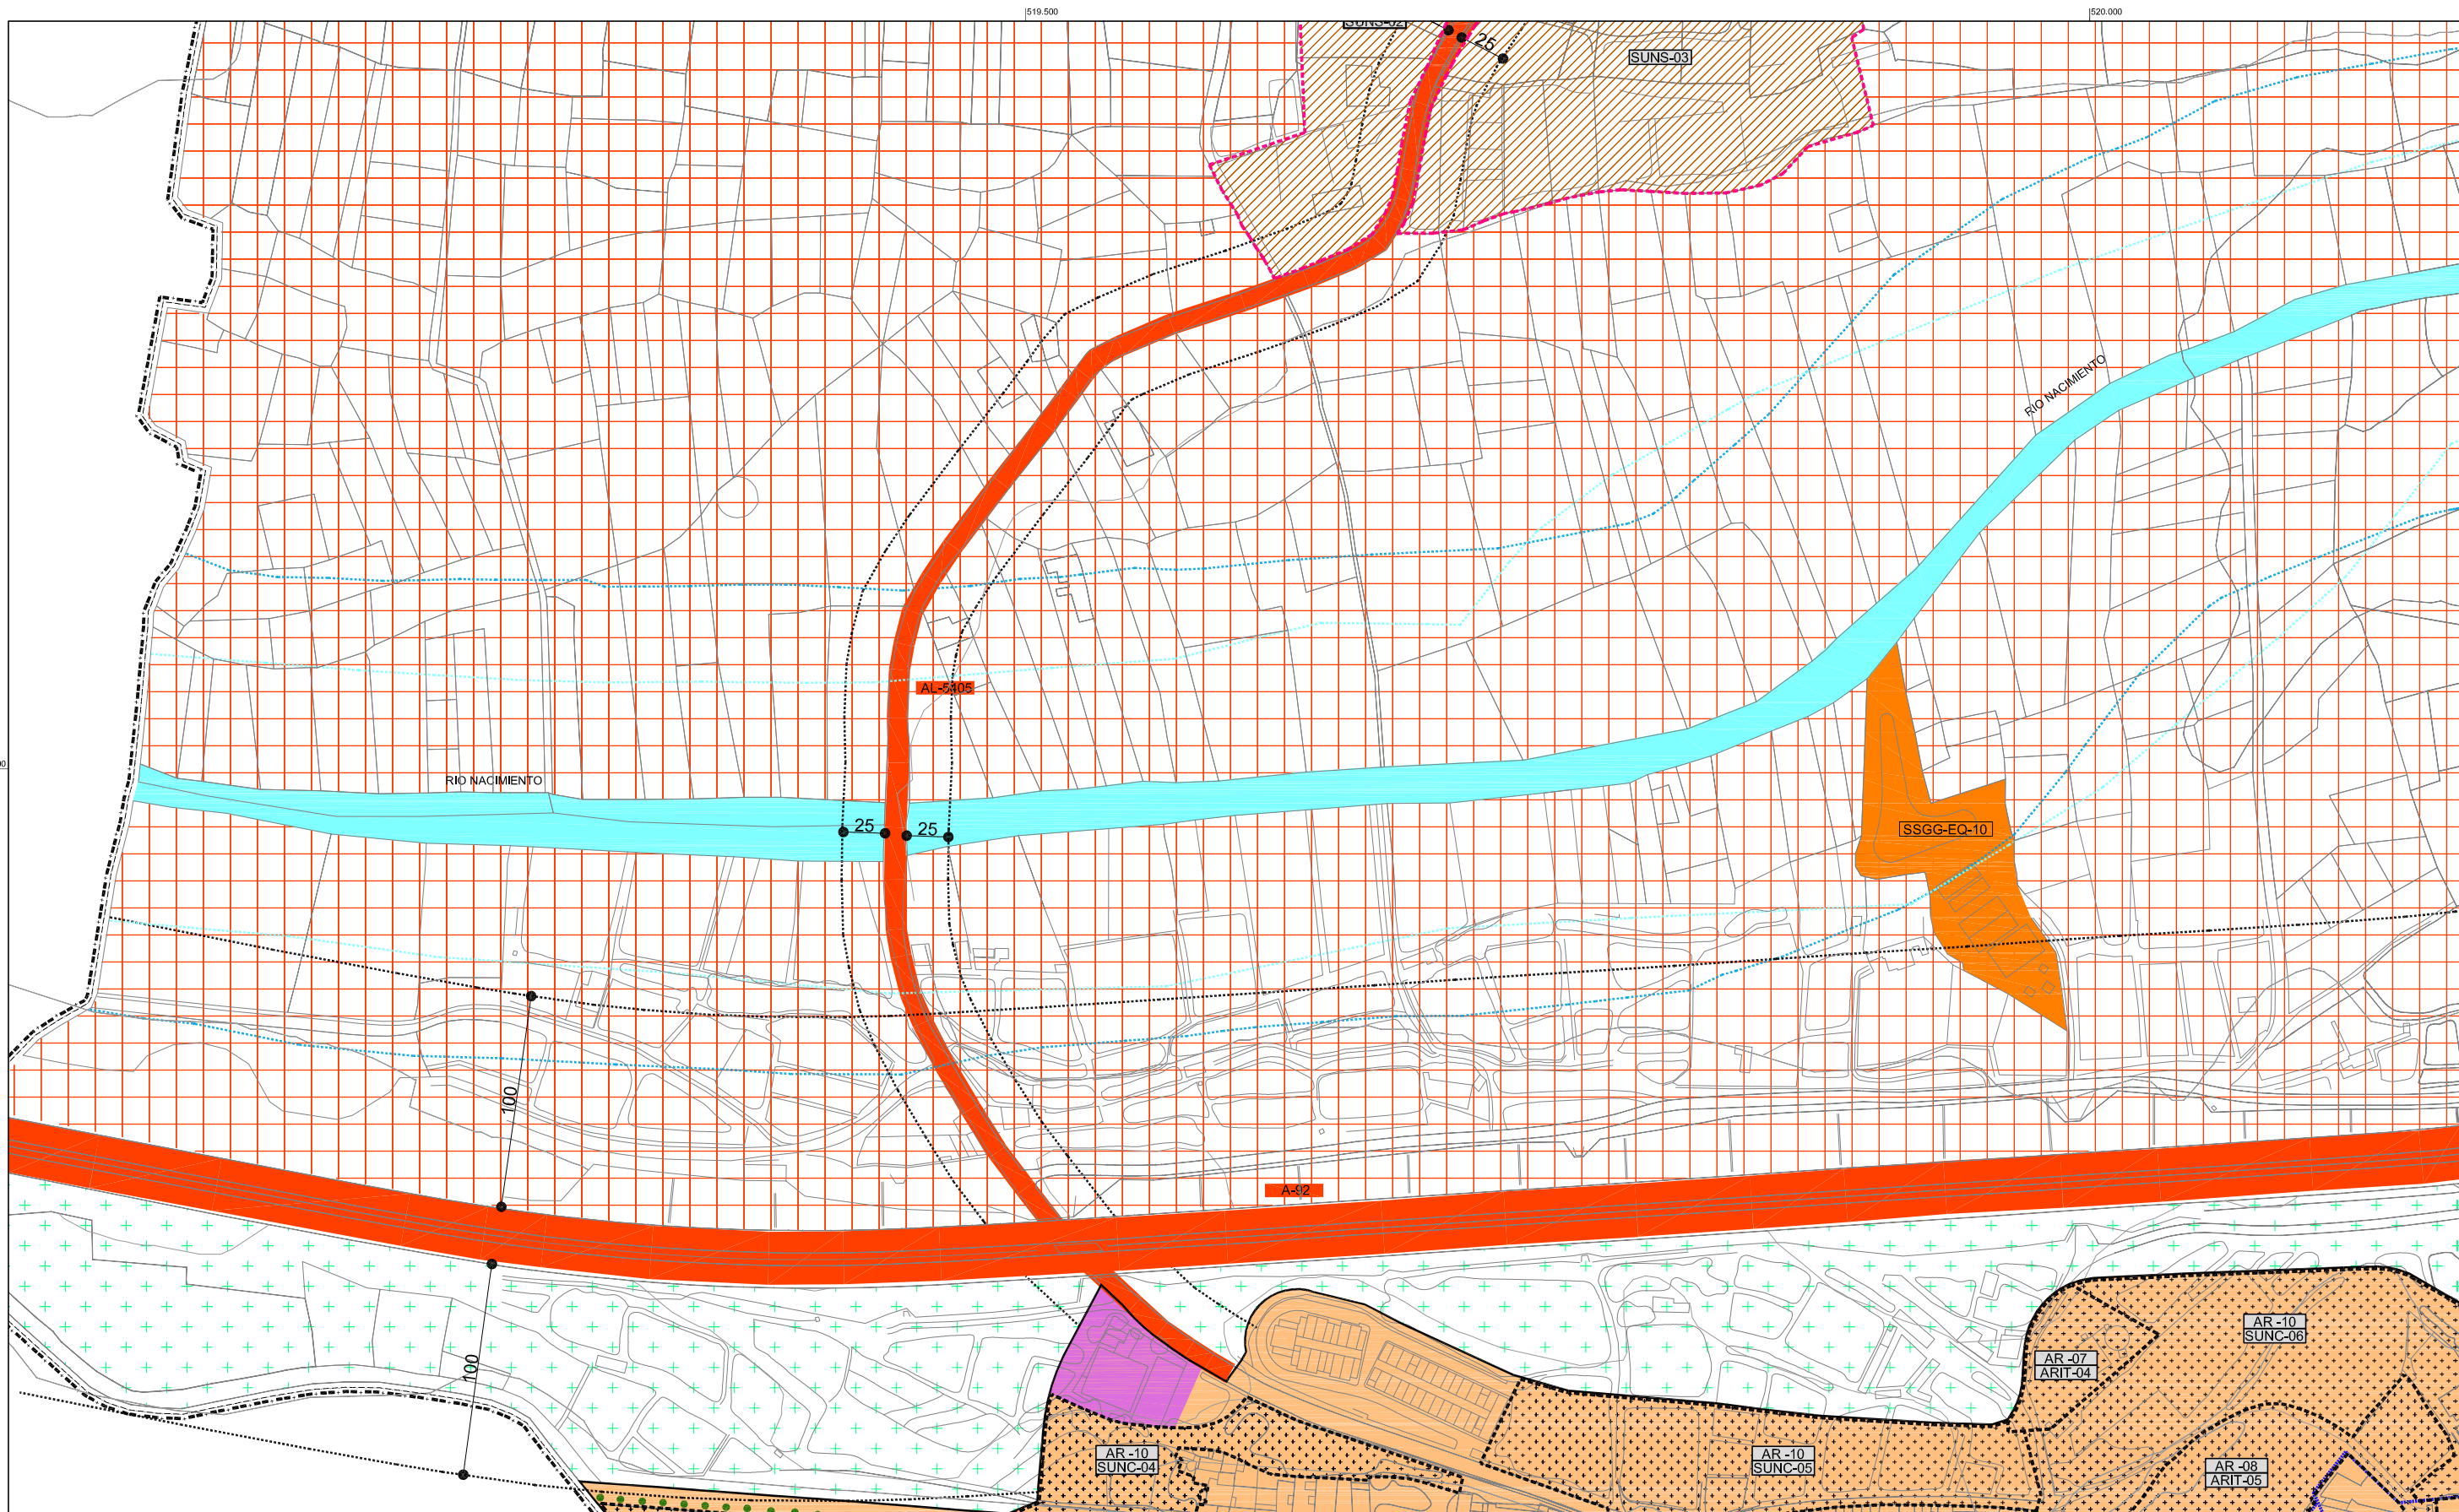 519.500
520.000
SUNS-02
25
SUNS-03
RIO NACIMIENTO
AL-5405
RIO NACIMIENTO
25
25
SSGG-EQ-10
100
A-92
100
AR -10
SUNC-06
AR -07
ARIT-04
AR -10
SUNC-04
AR -10
SUNC-05
AR -08
ARIT-05